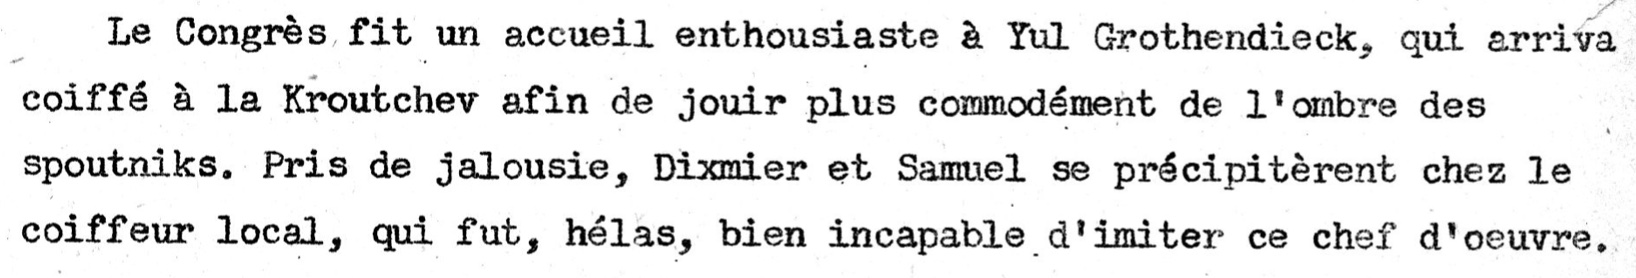 Le Congrès fit un accueil enthousiaste à Yul Grothendieck, qui arriva
coiffé à la Kroutchev afin de jouir plus commodément de l'ombre des
spoutniks. Pris de jalousie, Dixmier et Samuel se précipitèrent chez le
coiffeur local, qui fut, hélas, bien incapable d'imiter ce chef d'oeuvre.